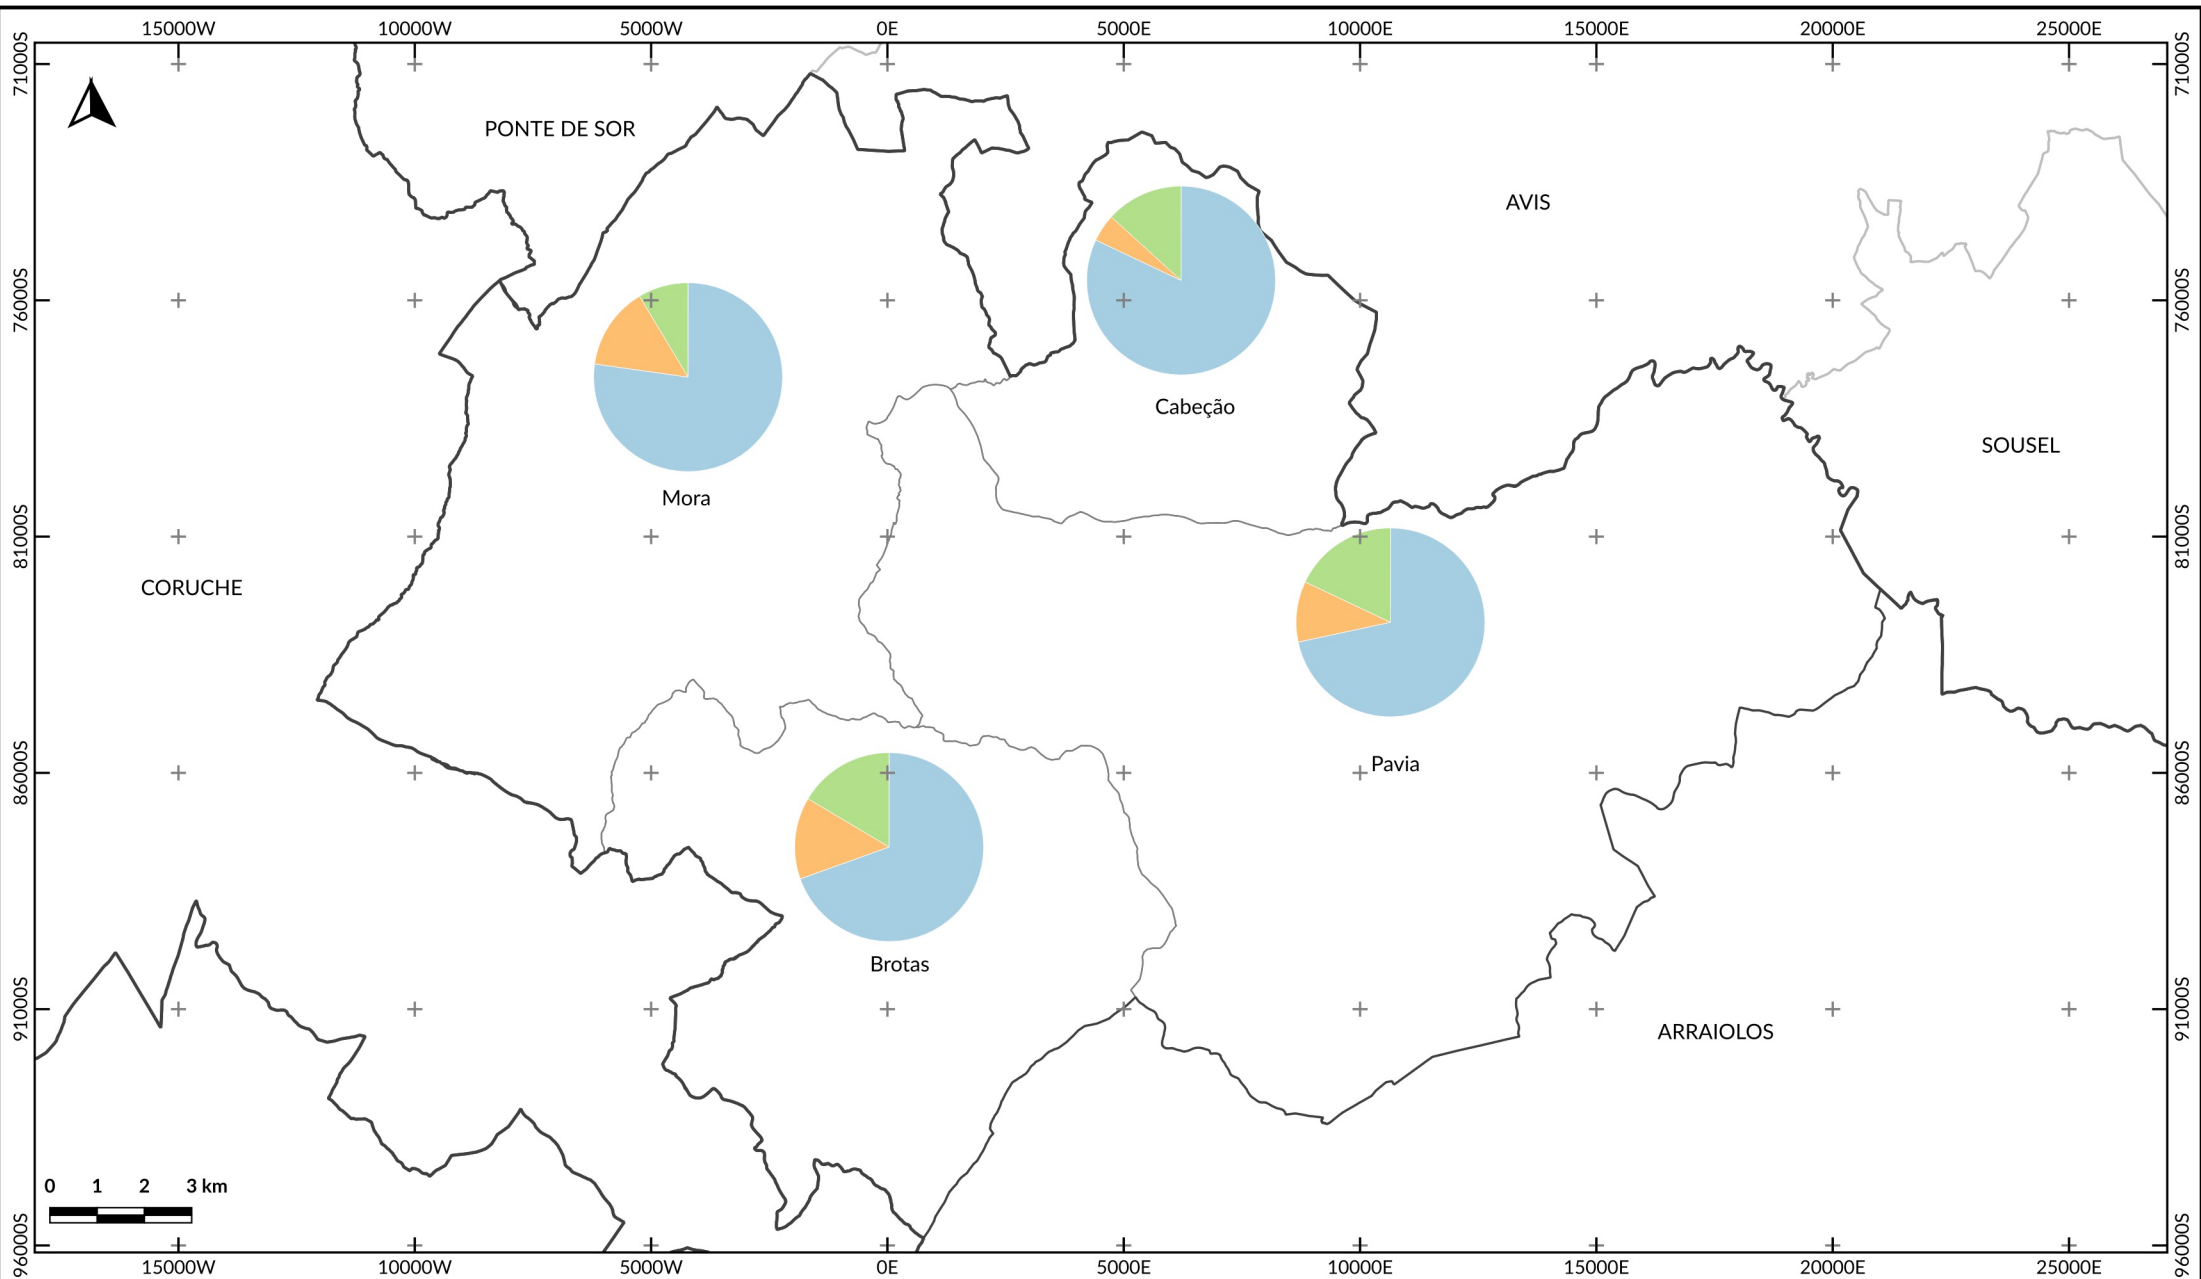 15000W 10000W 5000W 0E 5000E 10000E 15000E 20000E 25000E
71000S 71000S
PONTE DE SOR
AVIS
76000S 76000S
Cabeção
SOUSEL
Mora
81000S 81000S
CORUCHE
Pavia
86000S 86000S
Brotas
91000S 91000S
ARRAIOLOS
0 1 2 3 km
96000S 96000S
15000W 10000W 5000W 0E 5000E 10000E 15000E 20000E 25000E